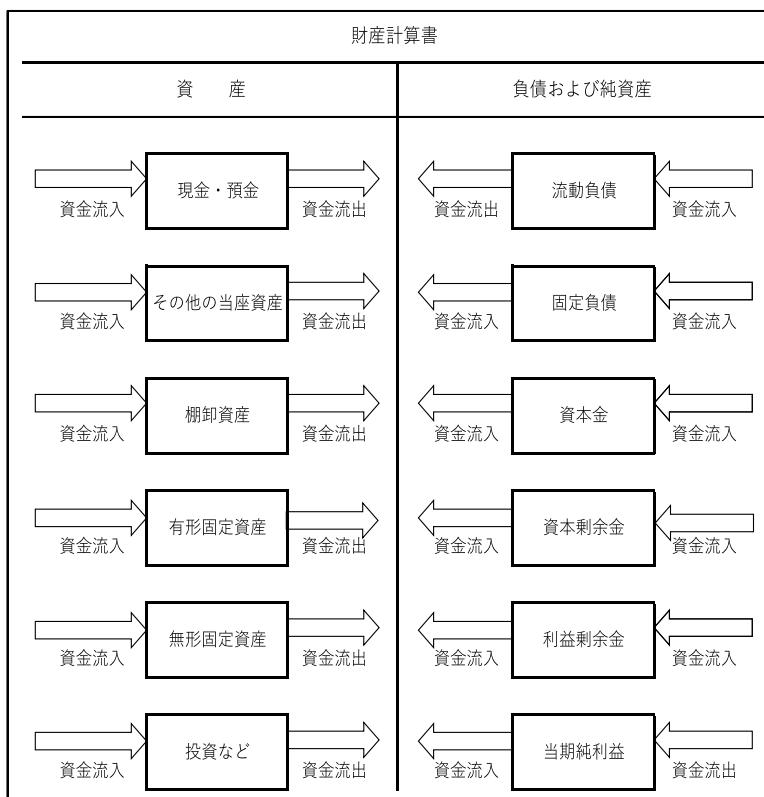 財産計算書
資　　産
負債および純資産
資金流入
現金・預金
資金流出
資金流出
流動負債
資金流入
資金流入
その他の当座資産
資金流出
資金流入
固定負債
資金流入
資金流入
棚卸資産
資金流出
資金流入
資本金
資金流入
資金流入
有形固定資産
資金流出
資金流入
資本剰余金
資金流入
資金流入
無形固定資産
資金流出
資金流入
利益剰余金
資金流入
資金流入
投資など
資金流出
資金流入
当期純利益
資金流出